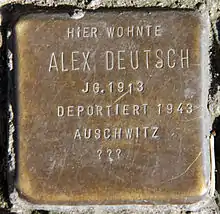 HIER WOHNTE
ALEX DEUTSCH
JG. 1913
DEPORTIERT 1943
AUSCHWITZ
???